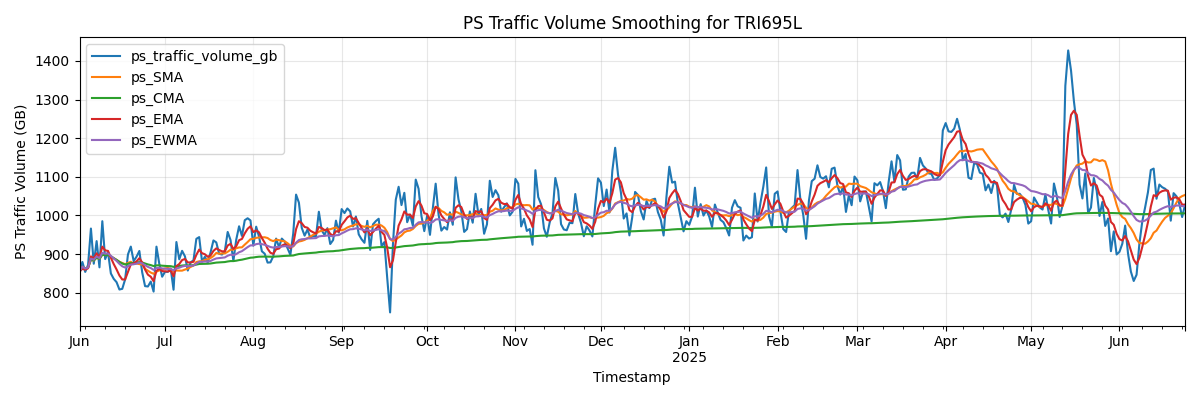 PS Traffic Volume Smoothing for TRI695L
PS Traffic Volume (GB)
1400
1300
1200
1100
1000
900
800
ps_traffic_volume_gb
ps_SMA
ps_CMA
ps_EMA
ps_EWMA
Jun Jul Aug Sep Oct Nov Dec Jan Feb Mar Apr May Jun
2025
Timestamp